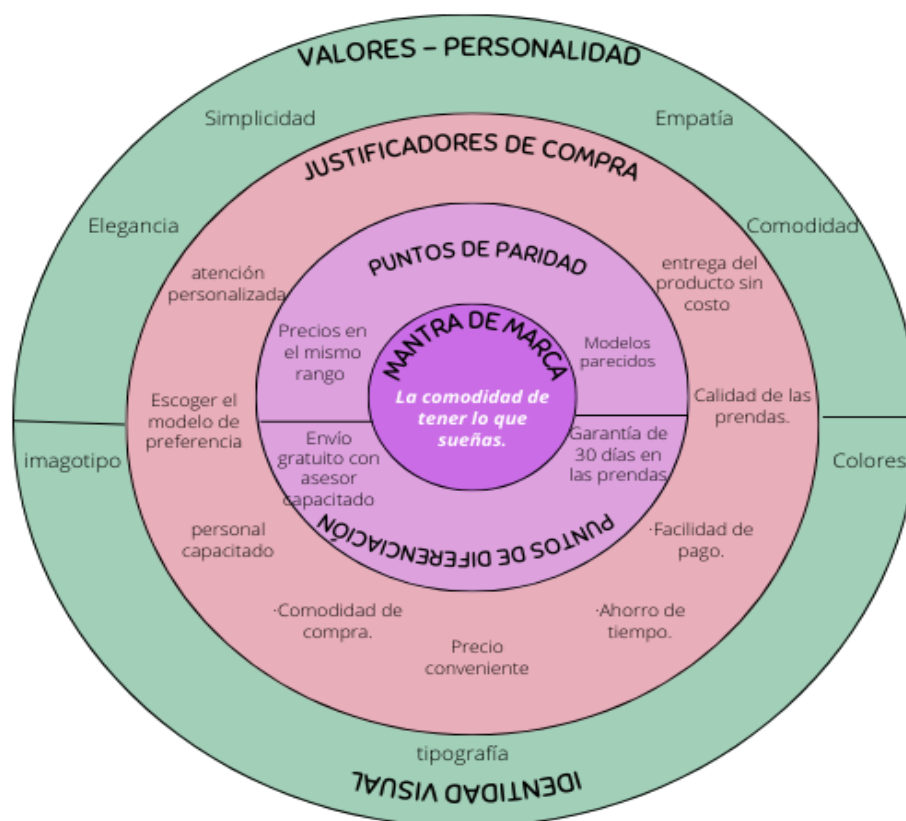 VALORES – PERSONALIDAD
Simplicidad
Empatía
Elegancia
Comodidad
JUSTIFICADORES DE COMPRA
atención
personalizada
entrega del
producto sin
costo
Escoger el
modelo de
preferencia
Calidad de las
prendas.
personal
capacitado
·Facilidad de
pago.
·Comodidad de
compra.
·Ahorro de
tiempo.
Precio
conveniente
PUNTOS DE PARIDAD
Precios en
el mismo
rango
Modelos
parecidos
MANTRA DE MARCA
La comodidad de
tener lo que
sueñas.
Envío
gratuito con
asesor
capacitado
Garantía de
30 días en
las prendas
PUNTOS DE DIFERENCIACIÓN
imagotipo
Colores
tipografía
IDENTIDAD VISUAL